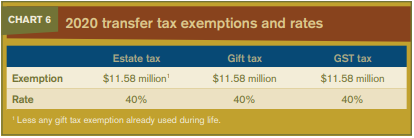 CHART 6
2020 transfer tax exemptions and rates
Estate tax Gift tax GST tax
Exemption $11.58 million¹ $11.58 million $11.58 million
Rate 40% 40% 40%
¹ Less any gift tax exemption already used during life.